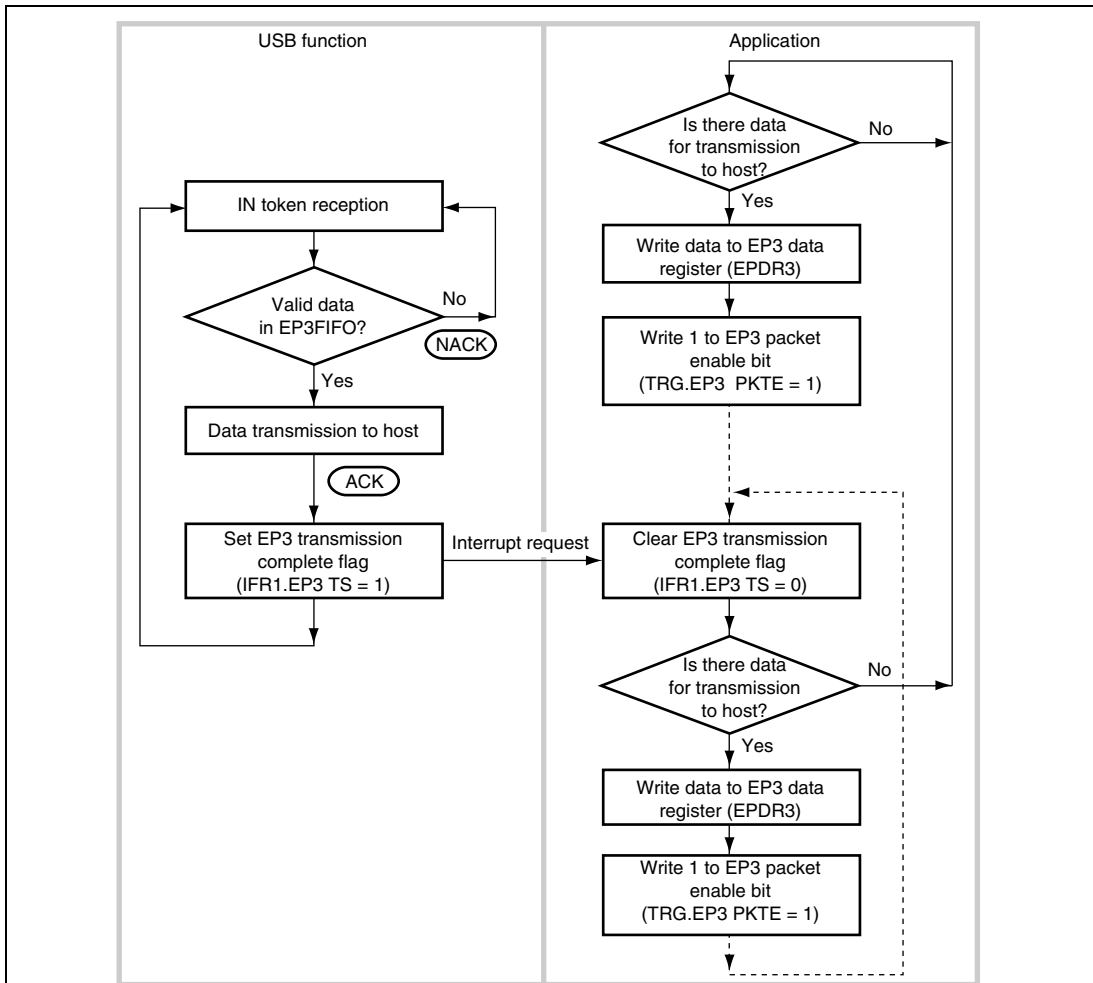 USB function
IN token reception
Valid data
in EP3FIFO?
No
NACK
Yes
Data transmission to host
ACK
Set EP3 transmission
complete flag
(IFR1.EP3 TS = 1)
Interrupt request
Application
Is there data
for transmission
to host?
No
Yes
Write data to EP3 data
register (EPDR3)
Write 1 to EP3 packet
enable bit
(TRG.EP3  PKTE = 1)
Clear EP3 transmission
complete flag
(IFR1.EP3 TS = 0)
Is there data
for transmission
to host?
No
Yes
Write data to EP3 data
register (EPDR3)
Write 1 to EP3 packet
enable bit
(TRG.EP3 PKTE = 1)